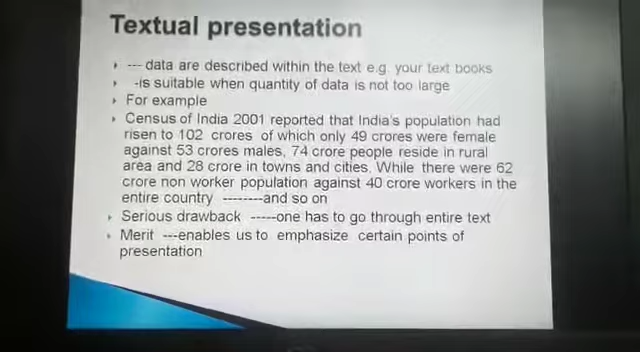 Textual presentation
--- data are described within the text e.g. your text books
-is suitable when quantity of data is not too large
For example
Census of India 2001 reported that India's population had
risen to 102 crores of which only 49 crores were female
against 53 crores males, 74 crore people reside in rural
area and 28 crore in towns and cities. While there were 62
crore non worker population against 40 crore workers in the
entire country --------and so on
Serious drawback -----one has to go through entire text
Merit ---enables us to emphasize certain points of
presentation